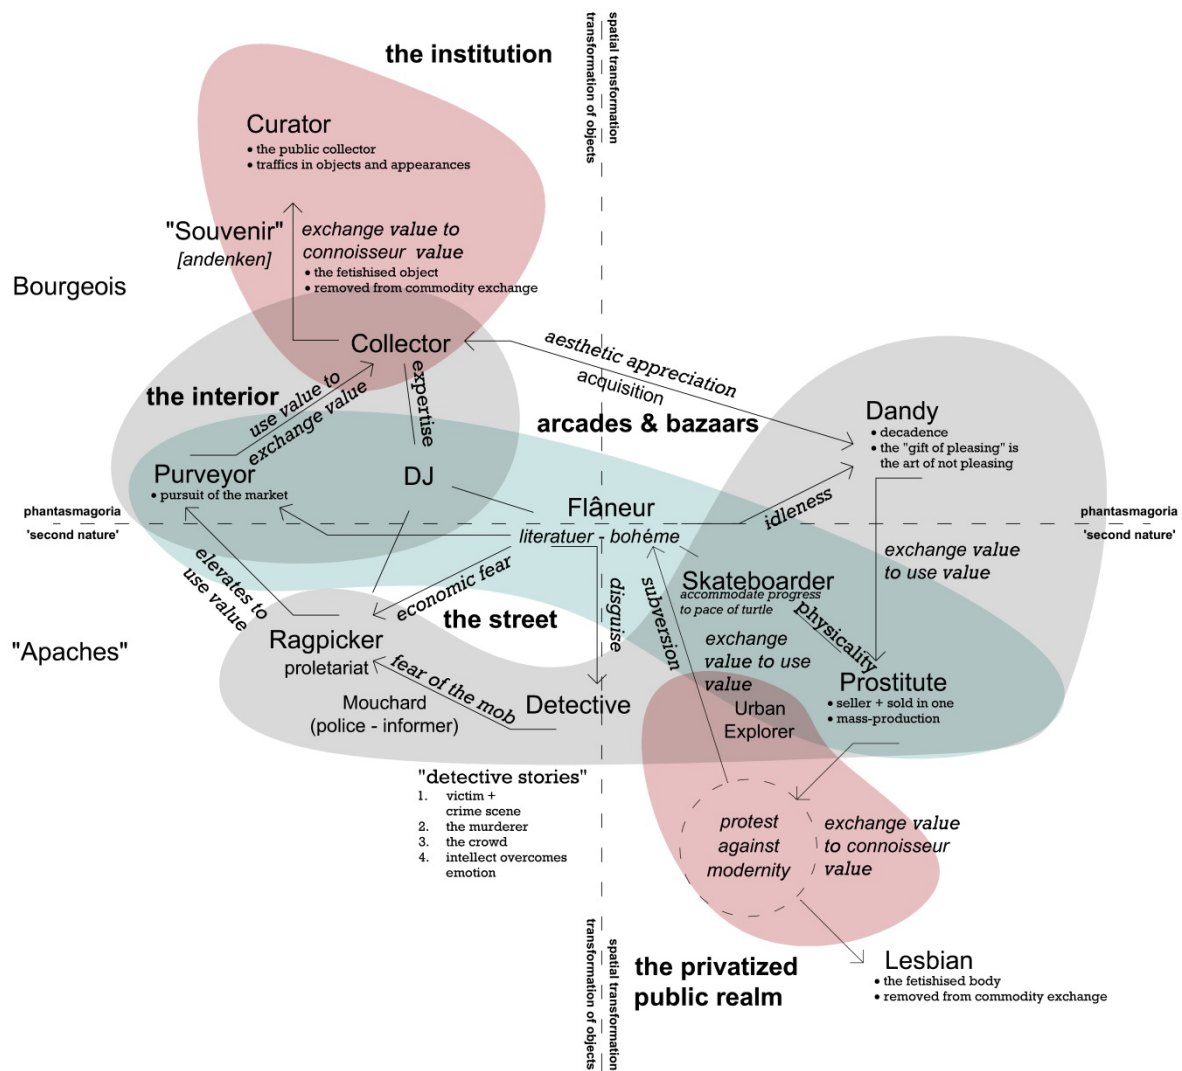 the institution
spatial transformation
transformation of objects
Curator
• the public collector
• traffics in objects and appearances
"Souvenir"
[andenken]
exchange value to
connoisseur value
• the fetishised object
• removed from commodity exchange
Bourgeois
Collector
aesthetic appreciation
acquisition
the interior
use value to
exchange value
expertise
arcades & bazaars
Dandy
• decadence
• the "gift of pleasing" is
the art of not pleasing
Purveyor
• pursuit of the market
DJ
Flâneur
literatuer - bohéme
idleness
phantasmagoria
'second nature'
phantasmagoria
'second nature'
exchange value
to use value
elevates to
use value
economic fear
disguise
subversion
Skateboarder
accommodate progress
to pace of turtle
physicality
the street
"Apaches"
Ragpicker
proletariat
fear of the mob
Mouchard
(police - informer)
Detective
exchange
value to use
value
Urban
Explorer
Prostitute
• seller + sold in one
• mass-production
"detective stories"
1. victim +
crime scene
2. the murderer
3. the crowd
4. intellect overcomes
emotion
protest
against
modernity
exchange value
to connoisseur
value
spatial transformation
transformation of objects
the privatized
public realm
Lesbian
• the fetishised body
• removed from commodity exchange